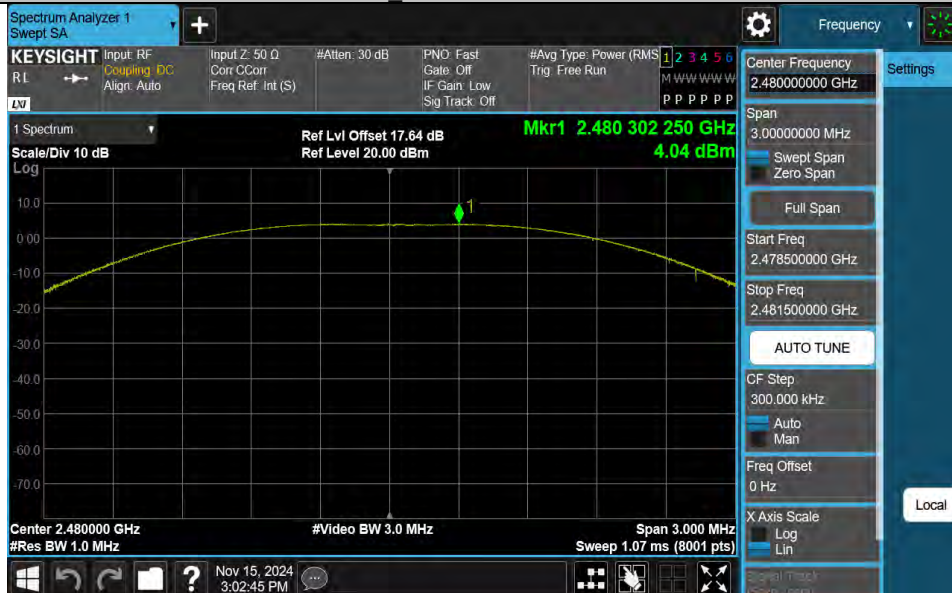 Spectrum Analyzer 1
Swept SA
+
Frequency
KEYSIGHT
RL
LXI
Input: RF
Coupling: DC
Align: Auto
Input Z: 50 Ω
Corr CCorr
Freq Ref: Int (S)
#Atten: 30 dB
PNO: Fast
Gate: Off
IF Gain: Low
Sig Track: Off
#Avg Type: Power (RMS
Trig: Free Run
1 2 3 4 5 6
M W W W W W
P P P P P P
Center Frequency
2.480000000 GHz
Settings
Span
3.00000000 MHz
Swept Span
Zero Span
Full Span
Start Freq
2.478500000 GHz
Stop Freq
2.481500000 GHz
AUTO TUNE
CF Step
300.000 kHz
Auto
Man
Freq Offset
0 Hz
X Axis Scale
Log
Lin
Local
1 Spectrum
Scale/Div 10 dB
Log
Ref Lvl Offset 17.64 dB
Ref Level 20.00 dBm
Mkr1 2.480 302 250 GHz
4.04 dBm
1
10.0
0.00
-10.0
1
-20.0
-30.0
-40.0
-50.0
-60.0
-70.0
Center 2.480000 GHz
#Res BW 1.0 MHz
#Video BW 3.0 MHz
Span 3.000 MHz
Sweep 1.07 ms (8001 pts)
?
Nov 15, 2024
3:02:45 PM